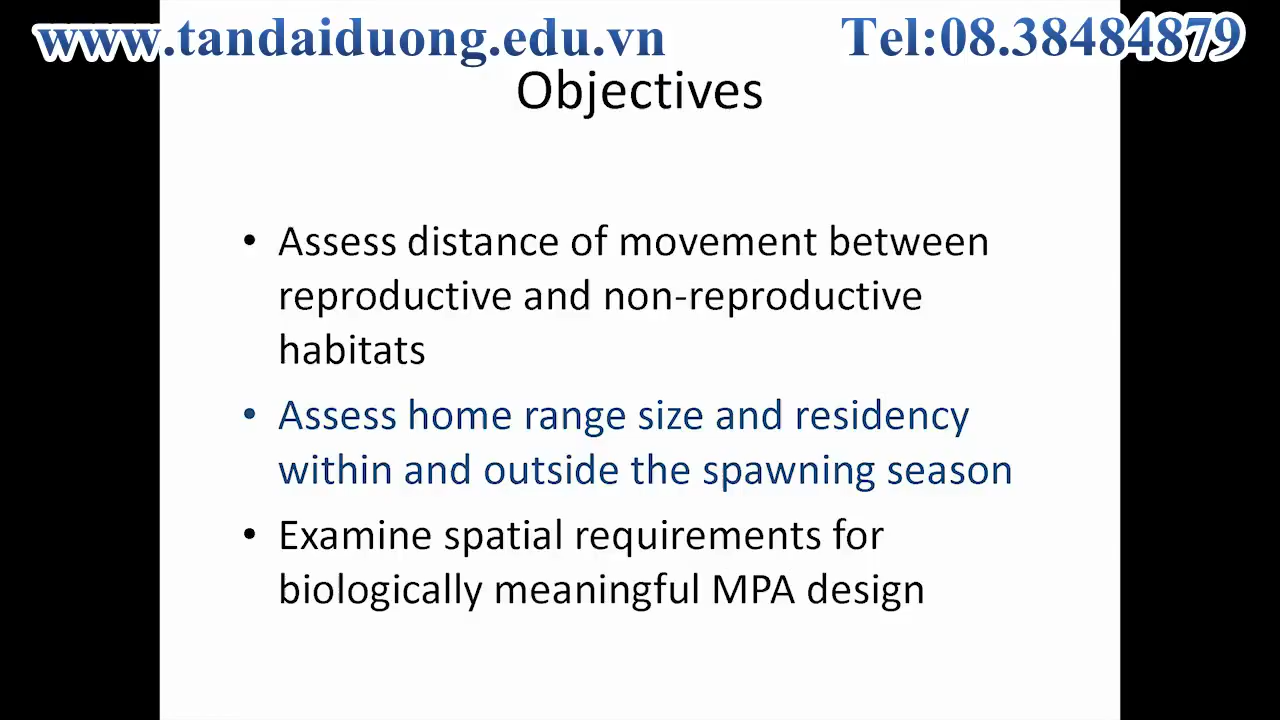 www.tandaiduong.edu.vn Tel:08.38484879
Objectives
• Assess distance of movement between
reproductive and non-reproductive
habitats
• Assess home range size and residency
within and outside the spawning season
• Examine spatial requirements for
biologically meaningful MPA design